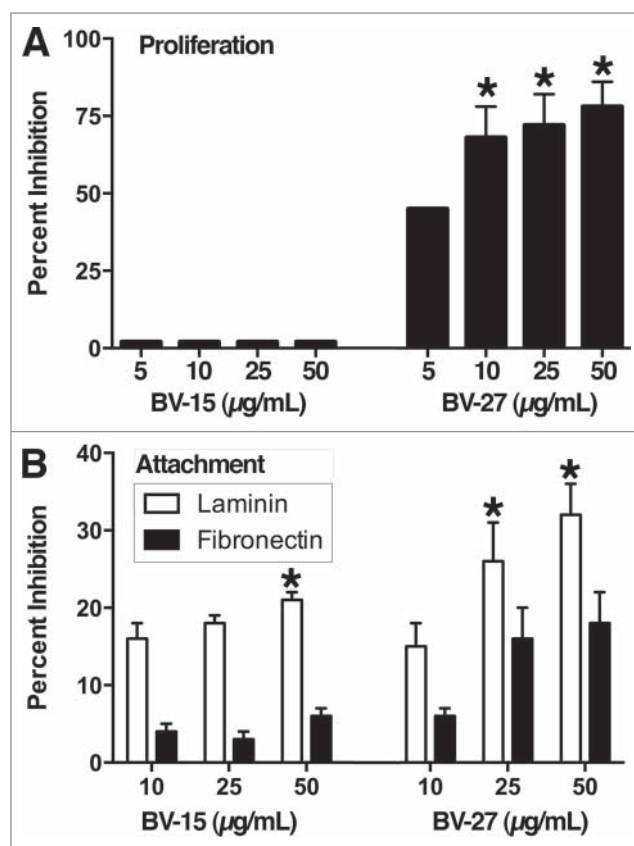 A Proliferation
Percent Inhibition
100
75
50
25
0
* * *
5 10 25 50 5 10 25 50
BV-15 (µg/mL) BV-27 (µg/mL)
B Attachment
Laminin
Fibronectin
Percent Inhibition
40
30
20
10
0
* * *
10 25 50 10 25 50
BV-15 (µg/mL) BV-27 (µg/mL)